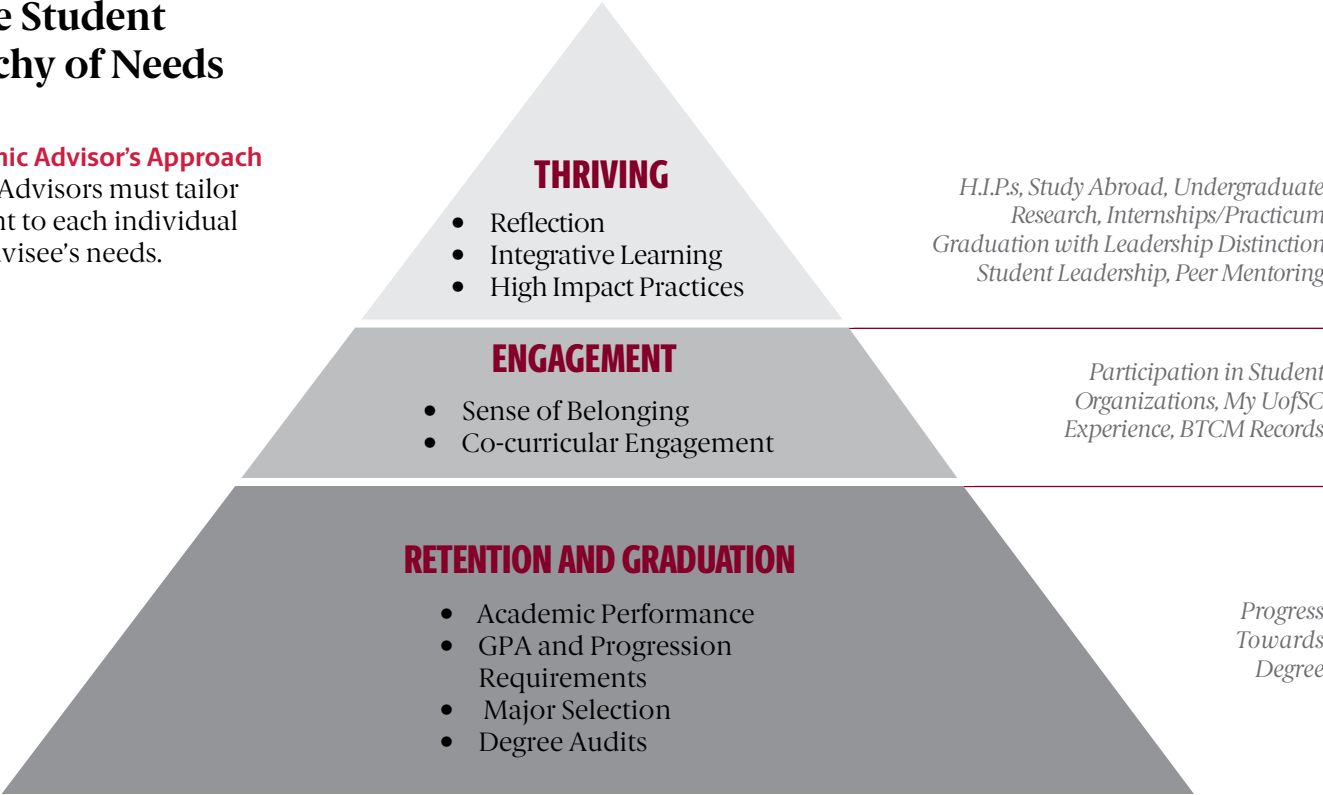 e Student
chy of Needs
nic Advisor's Approach
Advisors must tailor
nt to each individual
visee's needs.
THRIVING
• Reflection
• Integrative Learning
• High Impact Practices
H.I.P.s, Study Abroad, Undergraduate
Research, Internships/Practicum
Graduation with Leadership Distinction
Student Leadership, Peer Mentoring
ENGAGEMENT
• Sense of Belonging
• Co-curricular Engagement
Participation in Student
Organizations, My UofSC
Experience, BTCM Records
RETENTION AND GRADUATION
• Academic Performance
• GPA and Progression
Requirements
• Major Selection
• Degree Audits
Progress
Towards
Degree